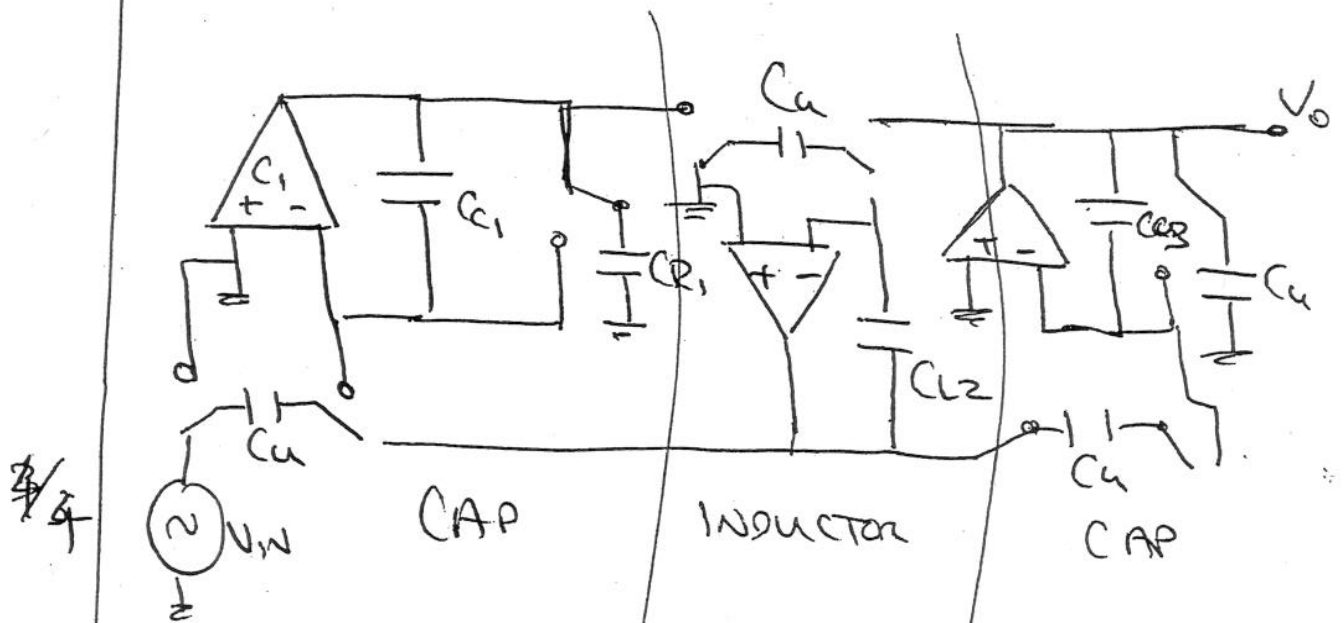 Cu
Vo
C1
+ -
CC1
CR1
+ -
CL2
+ -
CC3
Cu
Cu
VIN
Cu
CAP
INDUCTOR
CAP